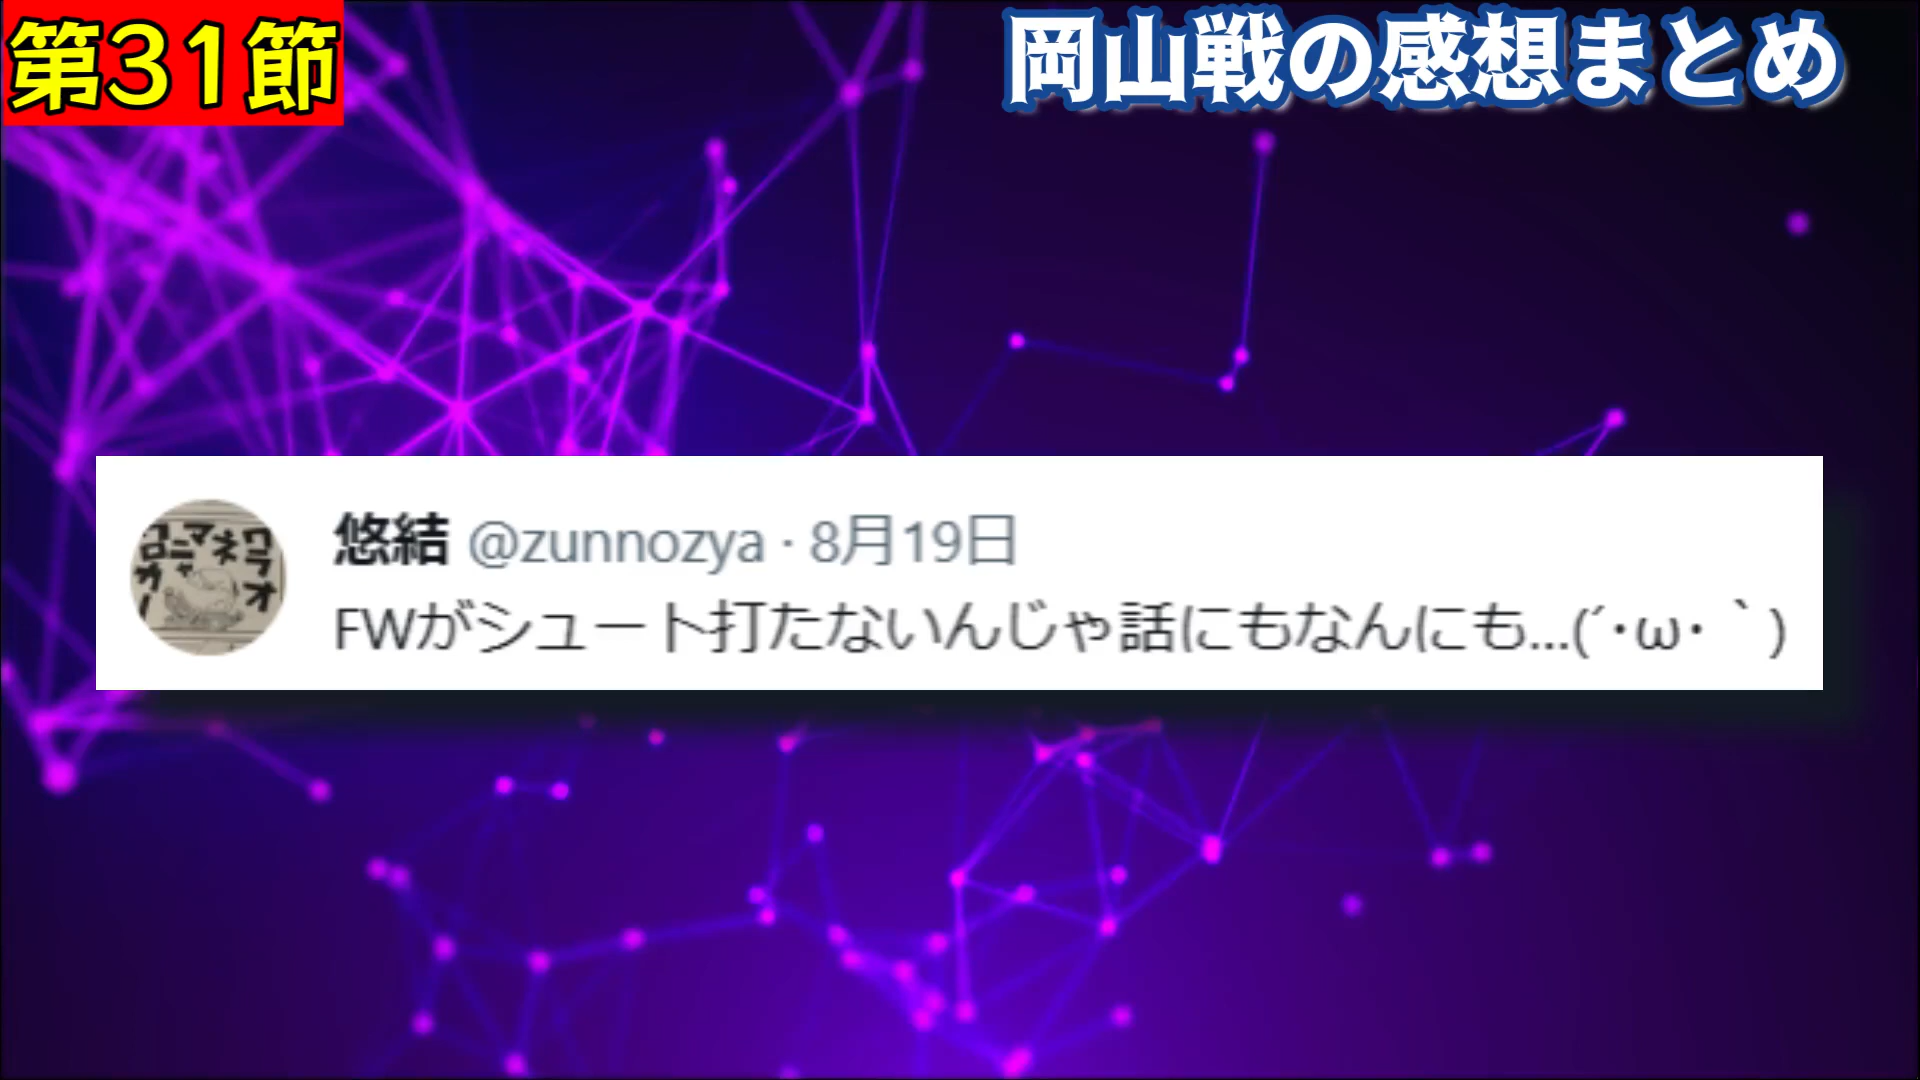 第31節
岡山戦の感想まとめ
悠結 @zunnozya · 8月19日
FWがシュート打たないんじゃ話にもなんにも...(´･ω･｀)